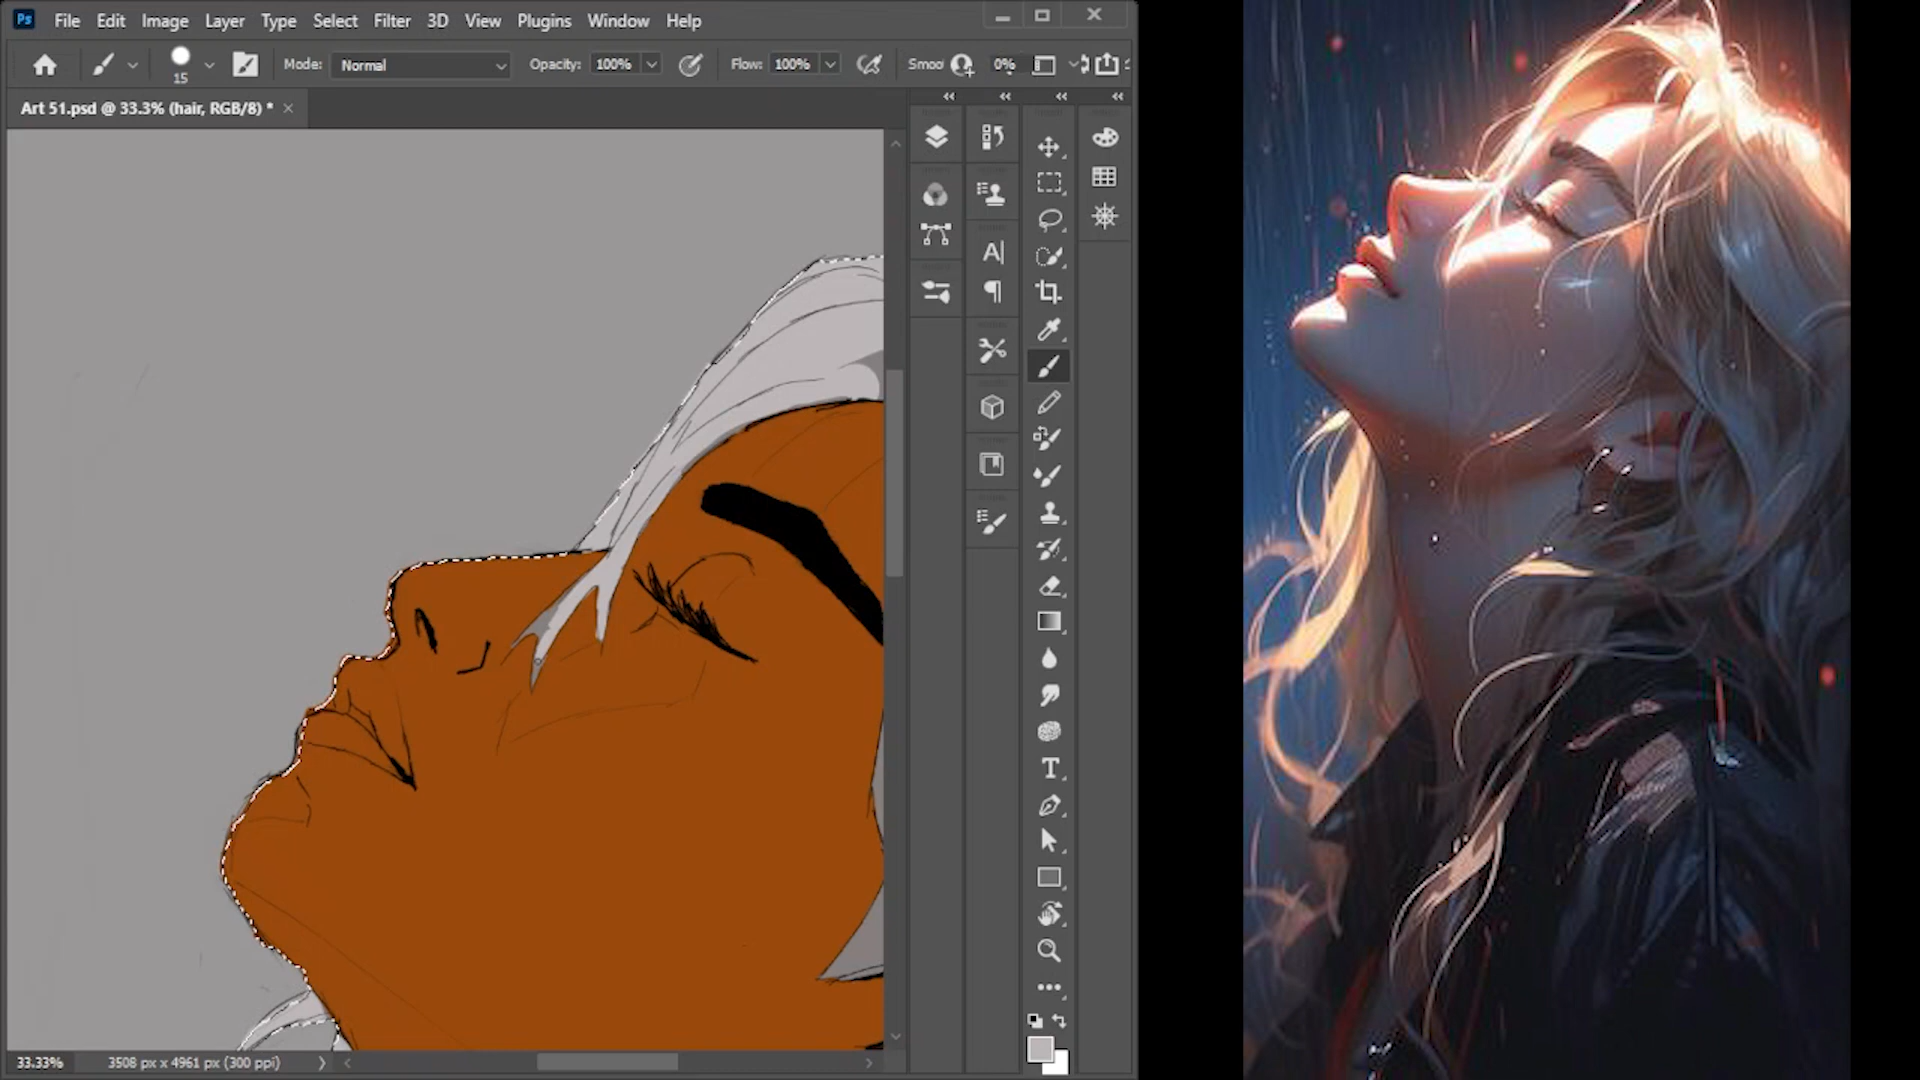 Ps File Edit Image Layer Type Select Filter 3D View Plugins Window Help
15 Mode: Normal Opacity: 100% Flow: 100% Smoo 0%
Art 51.psd @ 33.3% (hair, RGB/8) *
33.33% 3508 px x 4961 px (300 ppi)